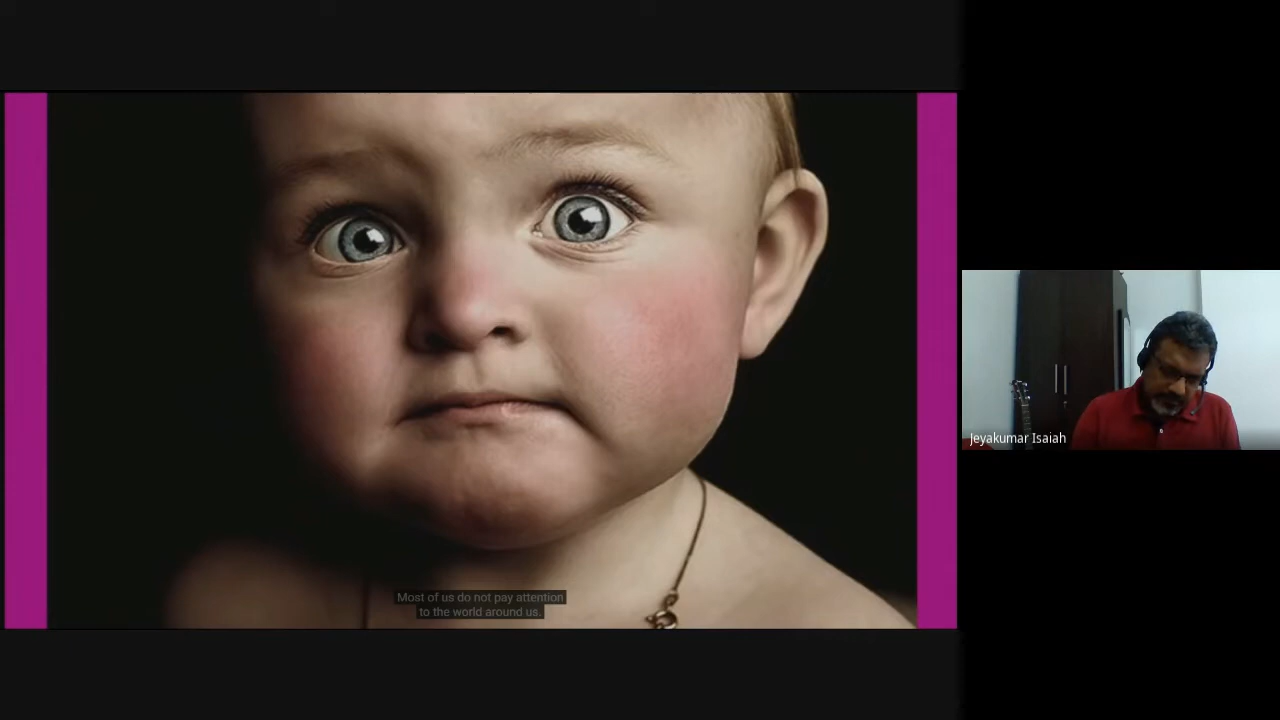 Most of us do not pay attention
to the world around us.
Jeyakumar Isaiah